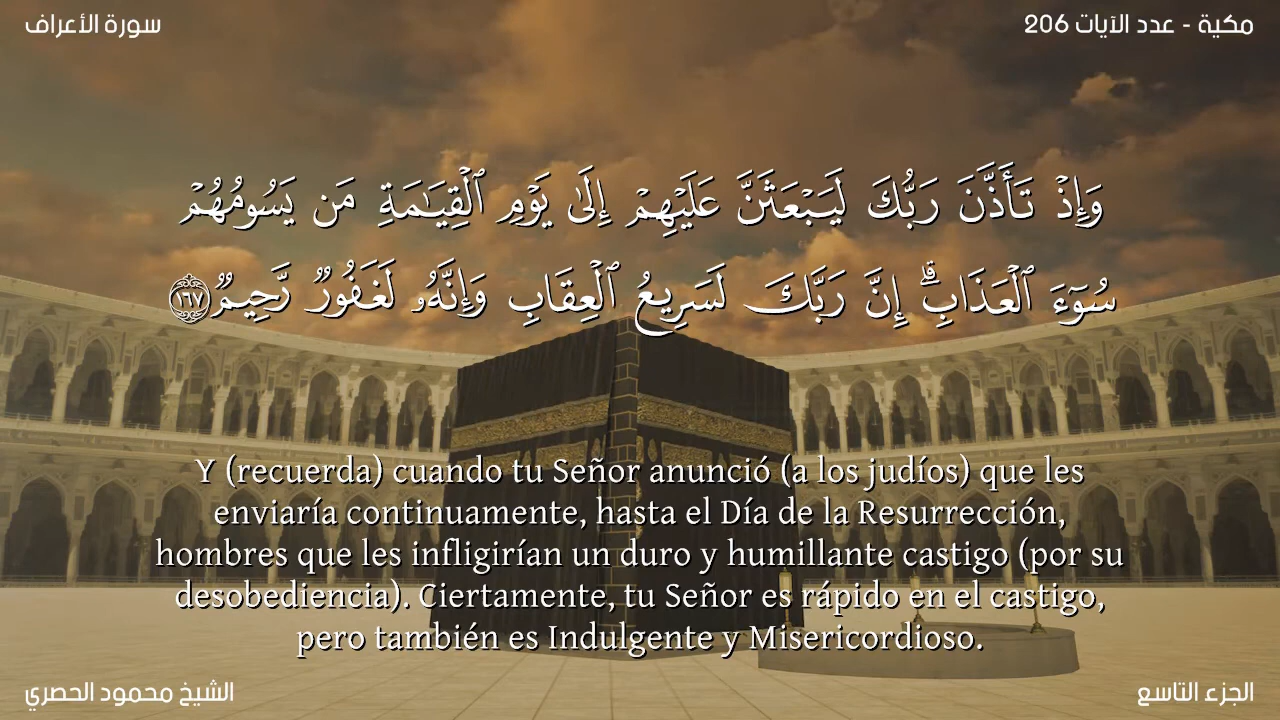 سورة الأعراف
مكية - عدد الآيات 206
وَإِذْ تَأَذَّنَ رَبُّكَ لَيَبْعَثَنَّ عَلَيْهِمْ إِلَىٰ يَوْمِ ٱلْقِيَـٰمَةِ مَن يَسُومُهُمْ
سُوٓءَ ٱلْعَذَابِ ۗ إِنَّ رَبَّكَ لَسَرِيعُ ٱلْعِقَابِ وَإِنَّهُۥ لَغَفُورٌ رَّحِيمٌ ١٦٧
Y (recuerda) cuando tu Señor anunció (a los judíos) que les
enviaría continuamente, hasta el Día de la Resurrección,
hombres que les infligirían un duro y humillante castigo (por su
desobediencia). Ciertamente, tu Señor es rápido en el castigo,
pero también es Indulgente y Misericordioso.
الشيخ محمود الحصري
الجزء التاسع